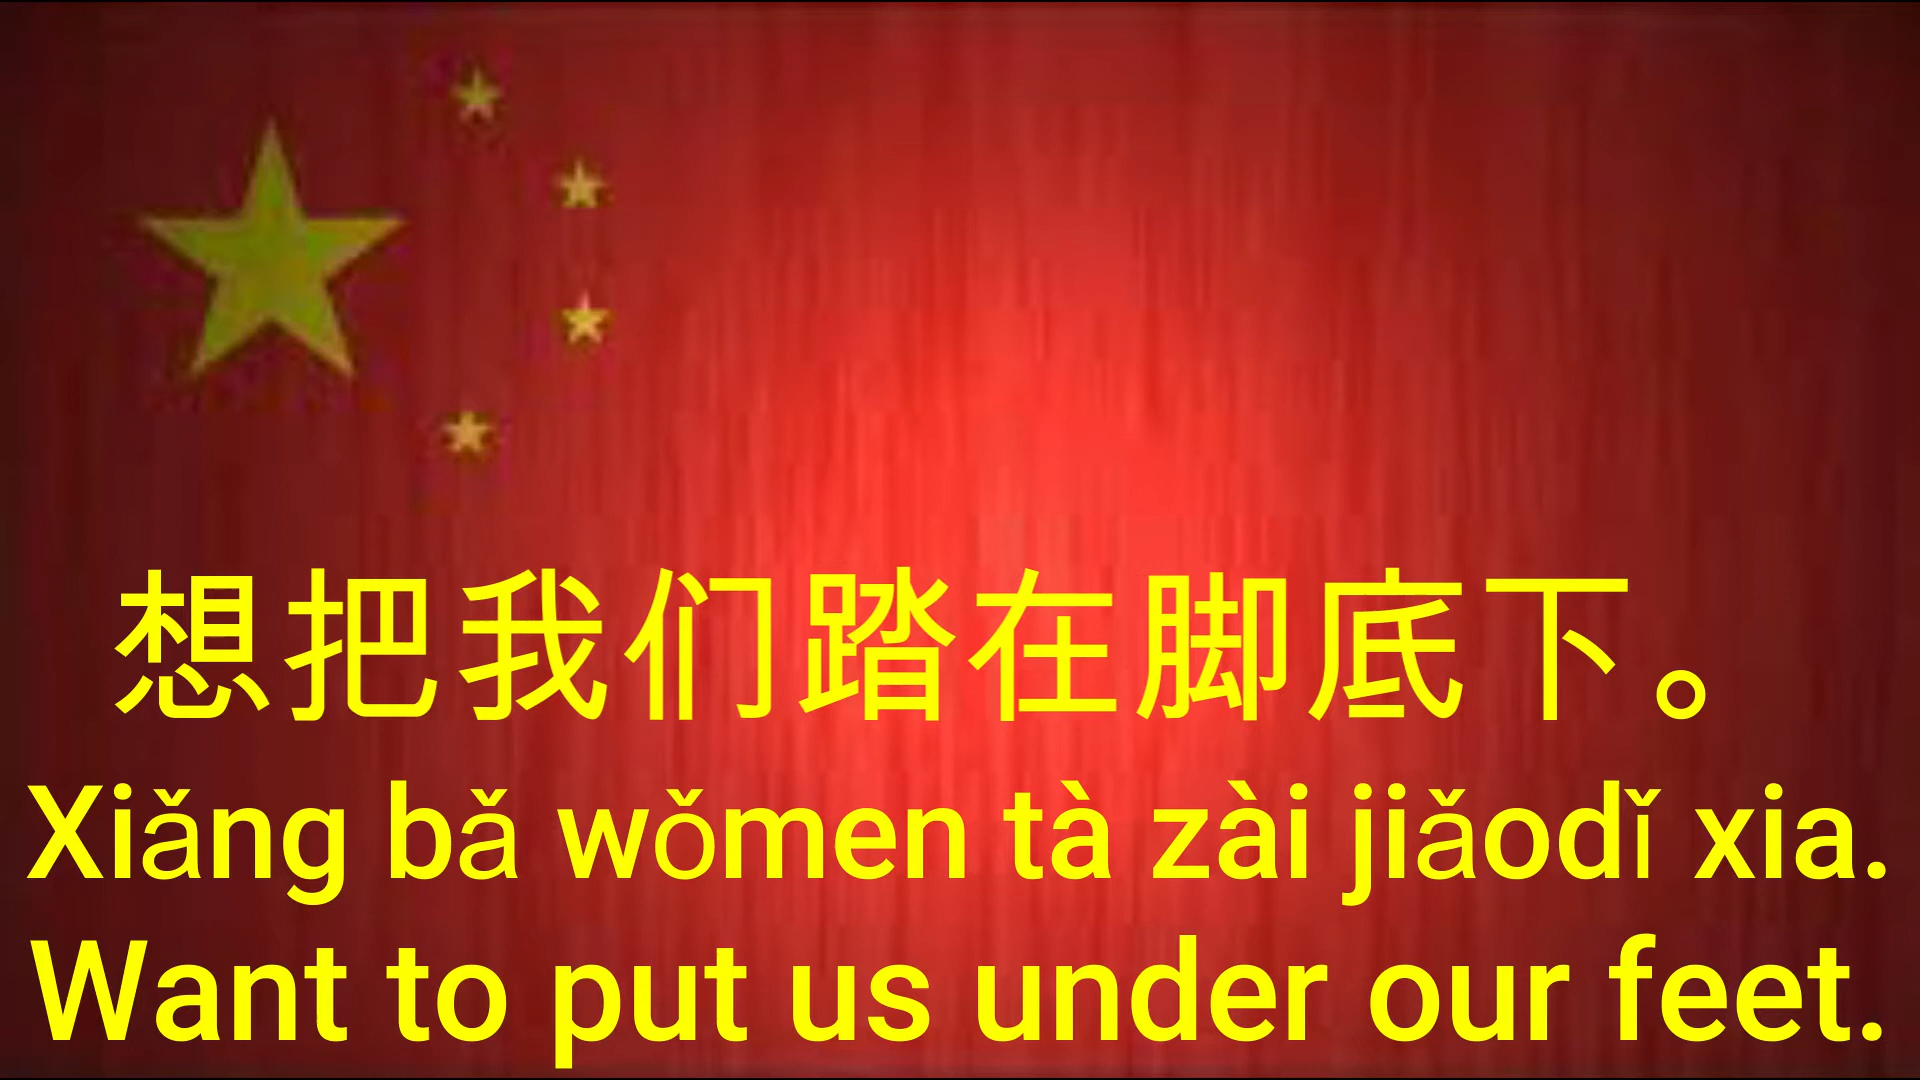 想把我们踏在脚底下。
Xiǎng bǎ wǒmen tà zài jiǎodǐ xia.
Want to put us under our feet.